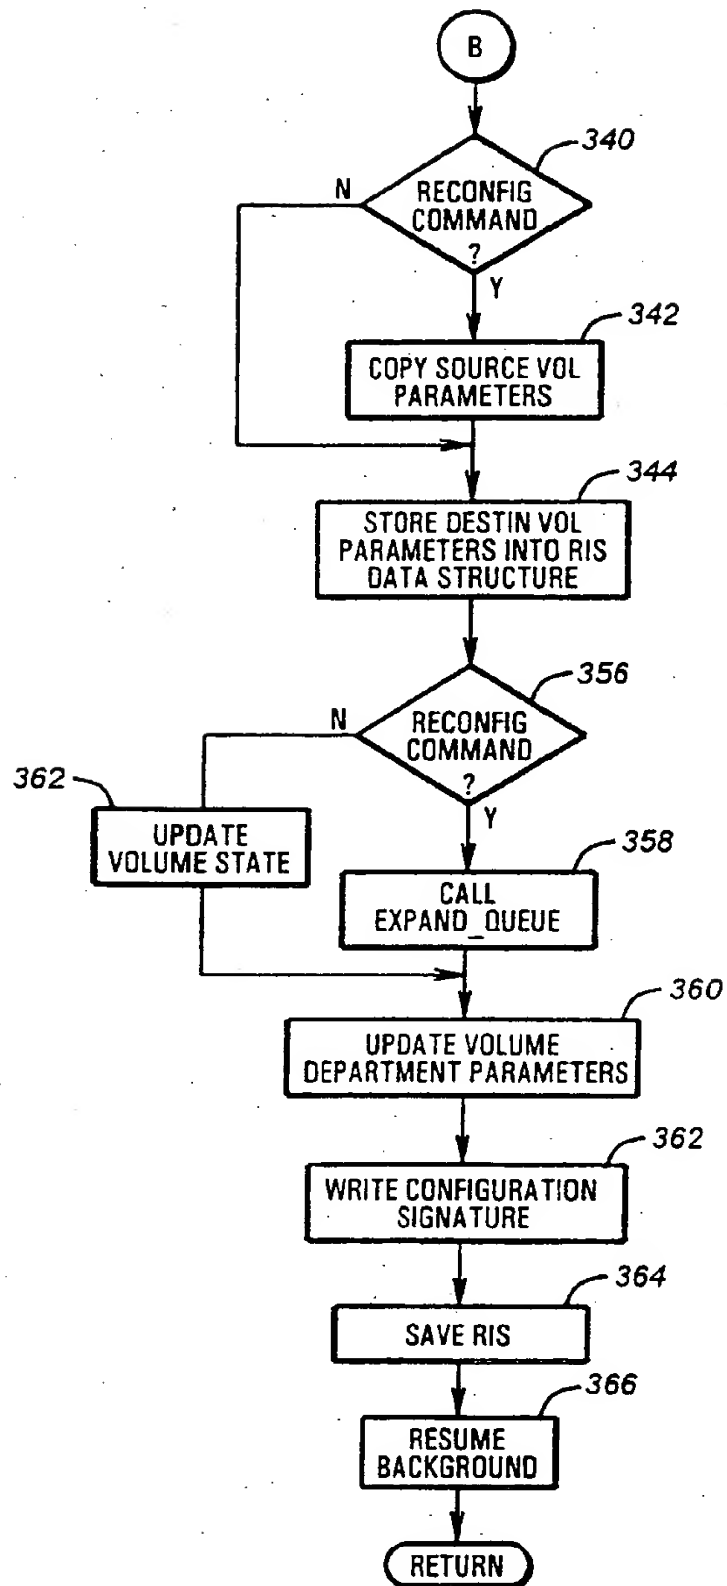 B
340
RECONFIG
COMMAND
?
N
Y
342
COPY SOURCE VOL
PARAMETERS
344
STORE DESTIN VOL
PARAMETERS INTO RIS
DATA STRUCTURE
356
RECONFIG
COMMAND
?
N
Y
362
UPDATE
VOLUME STATE
358
CALL
EXPAND_QUEUE
360
UPDATE VOLUME
DEPARTMENT PARAMETERS
362
WRITE CONFIGURATION
SIGNATURE
364
SAVE RIS
366
RESUME
BACKGROUND
RETURN